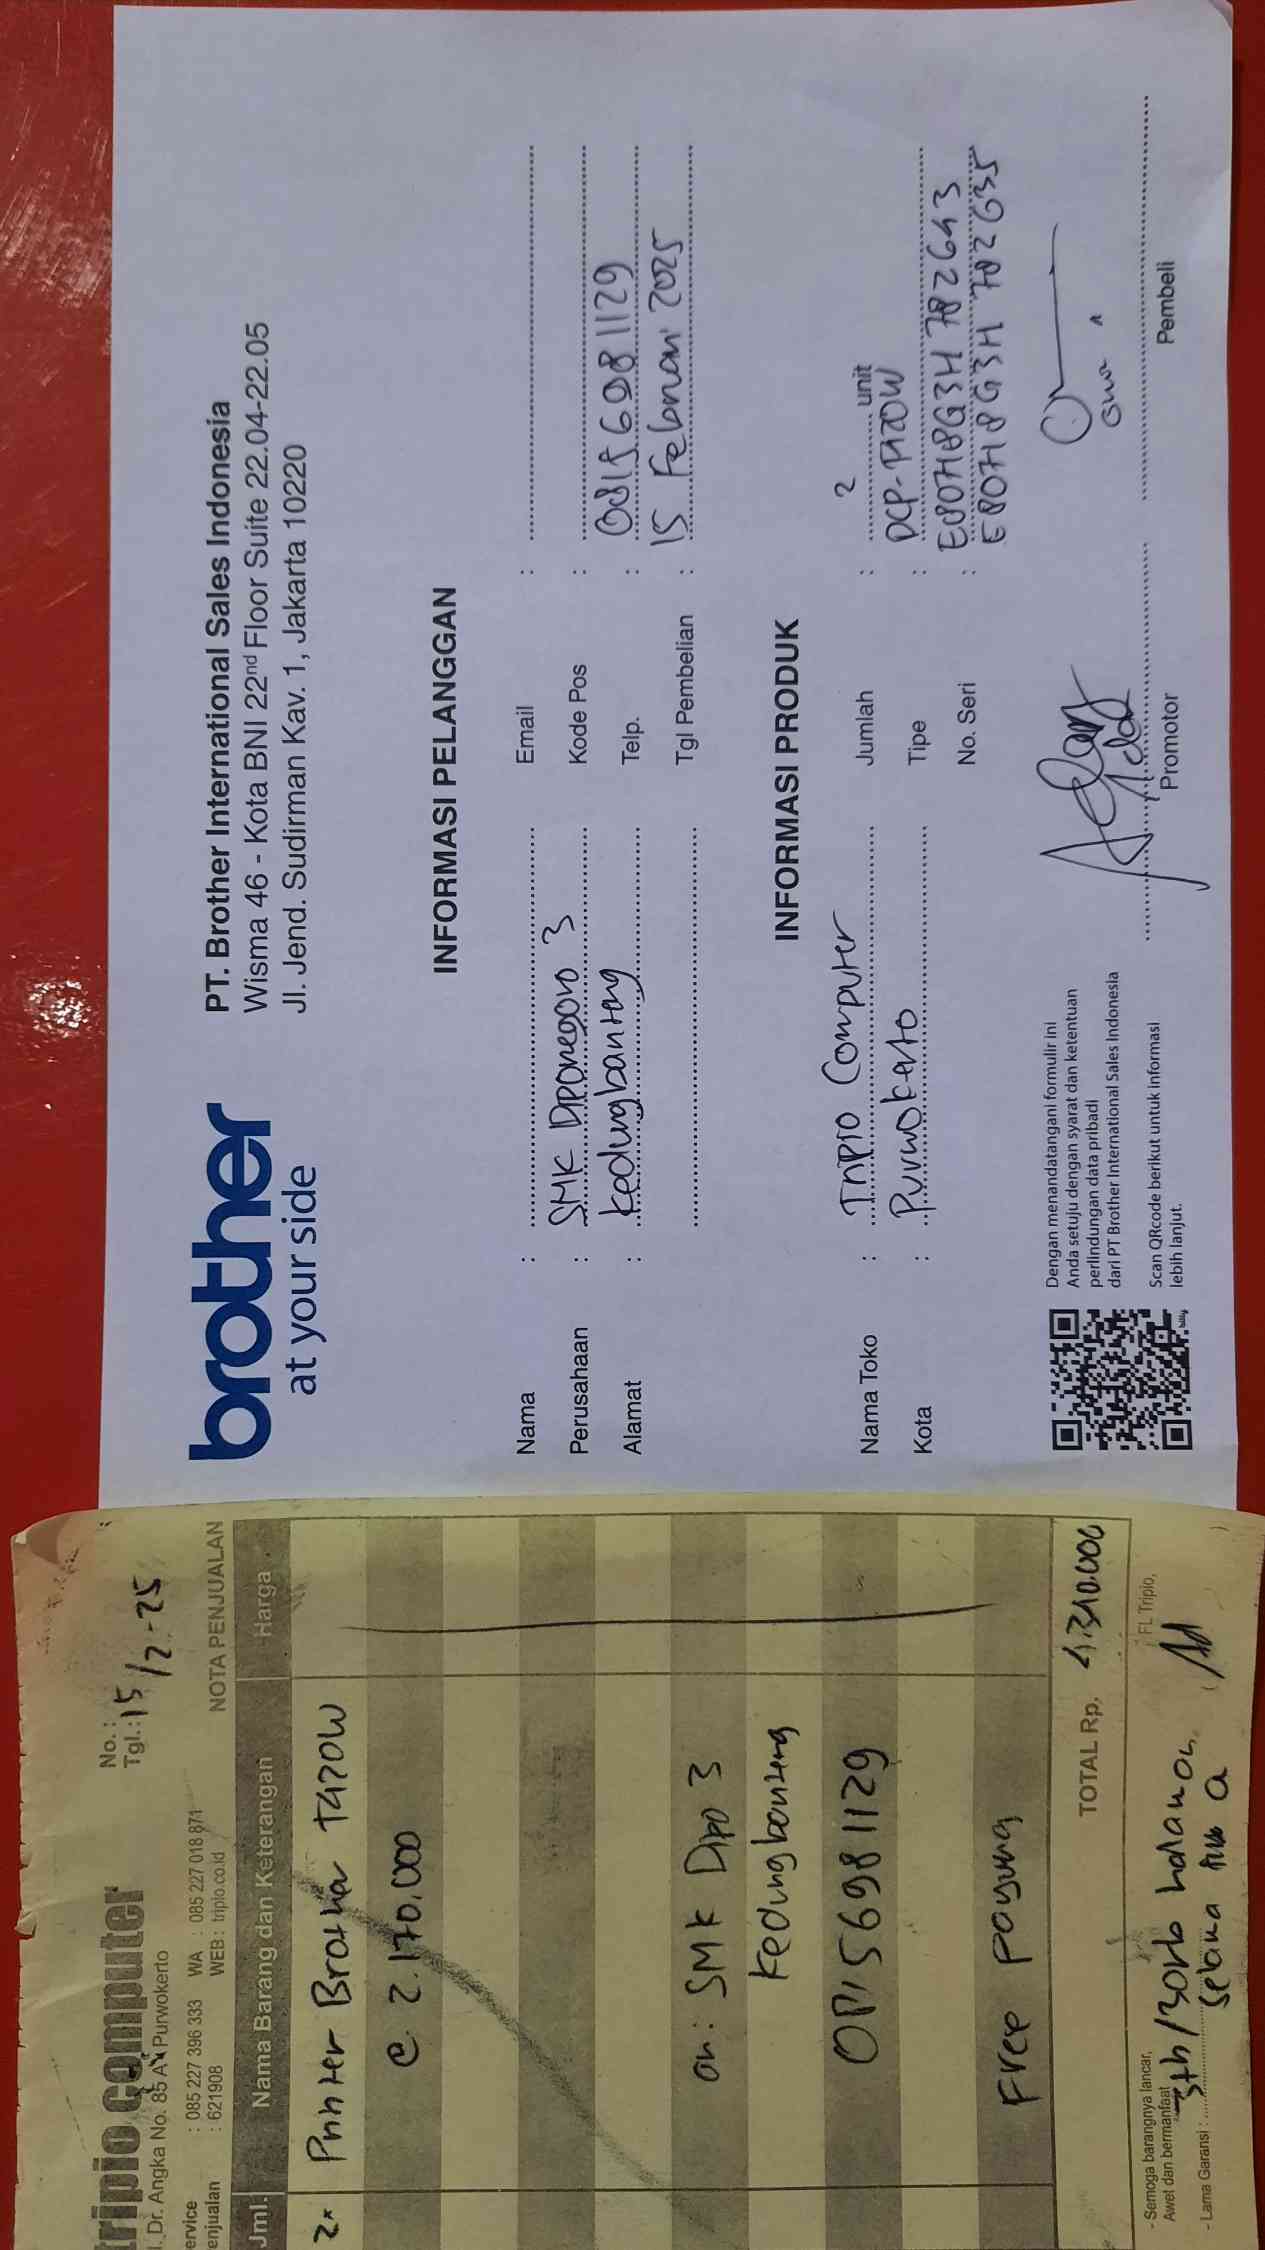 tripio computer
l. Dr. Angka No. 85 A Purwokerto
ervice : 085 227 396 333 WA : 085 227 018 871
enjualan : 621908 WEB : tripio.co.id
No. :
Tgl.: 15/2-25
NOTA PENJUALAN
Jml. Nama Barang dan Keterangan Harga
2x Printer Brother T420W
@ 2.170.000
an : SMK Dipo 3
Kedungbanteng
0815 698 1129
Free payung
TOTAL Rp. 4.340.000
- Semoga barangnya lancar,
Awet dan bermanfaat
FL Tripio,
- Lama Garansi : 3th/30rb halaman
selama
brother
at your side
PT. Brother International Sales Indonesia
Wisma 46 - Kota BNI 22nd Floor Suite 22.04-22.05
Jl. Jend. Sudirman Kav. 1, Jakarta 10220
INFORMASI PELANGGAN
Nama : Email :
Perusahaan : SMK Diponegoro 3 Kode Pos :
Alamat : Kedungbanteng Telp. : 0815 698 1129
Tgl Pembelian : 15 Februari 2025
INFORMASI PRODUK
Nama Toko : Tripio Computer Jumlah : 2 unit
Kota : Purwokerto Tipe : DCP-T420W
No. Seri : E80718G3H782643
E80718G3H782635
Dengan menandatangani formulir ini
Anda setuju dengan syarat dan ketentuan
perlindungan data pribadi
dari PT Brother International Sales Indonesia
Scan QRcode berikut untuk informasi
lebih lanjut.
Promotor Pembeli